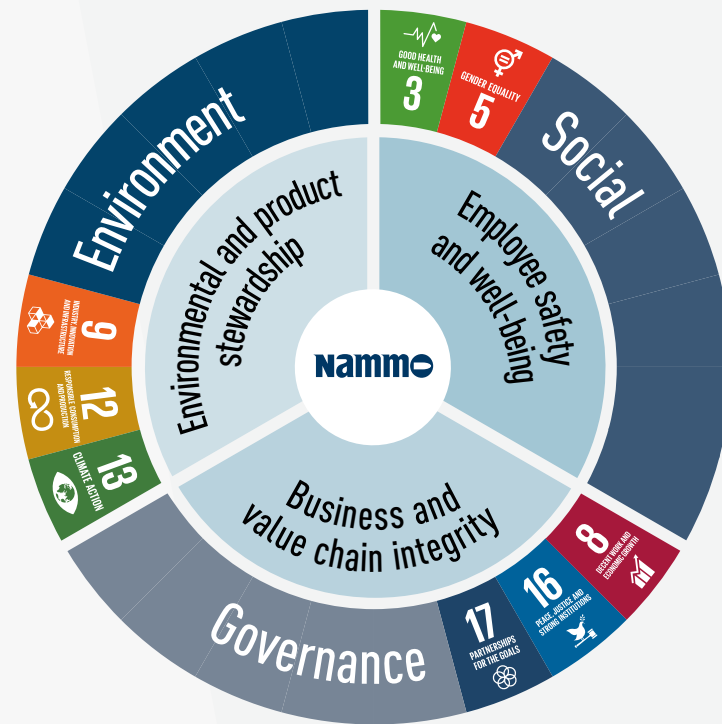 Environment
9
INDUSTRY, INNOVATION
AND INFRASTRUCTURE
12
RESPONSIBLE CONSUMPTION
AND PRODUCTION
13
CLIMATE ACTION
Environmental and product
stewardship
GOOD HEALTH
AND WELL-BEING
3
GENDER EQUALITY
5
Social
Employee safety
and well-being
Nammo
Business and
value chain integrity
8
DECENT WORK AND
ECONOMIC GROWTH
16
PEACE, JUSTICE AND
STRONG INSTITUTIONS
17
PARTNERSHIPS
FOR THE GOALS
Governance